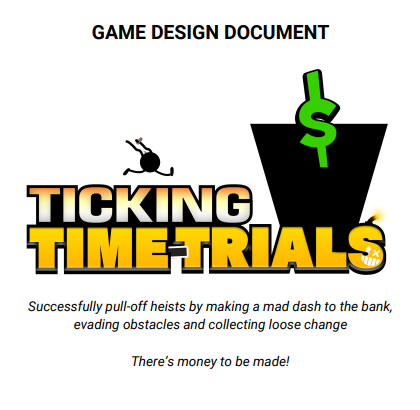 GAME DESIGN DOCUMENT
$
TICKING
TIME-TRIALS
Successfully pull-off heists by making a mad dash to the bank,
evading obstacles and collecting loose change
There's money to be made!